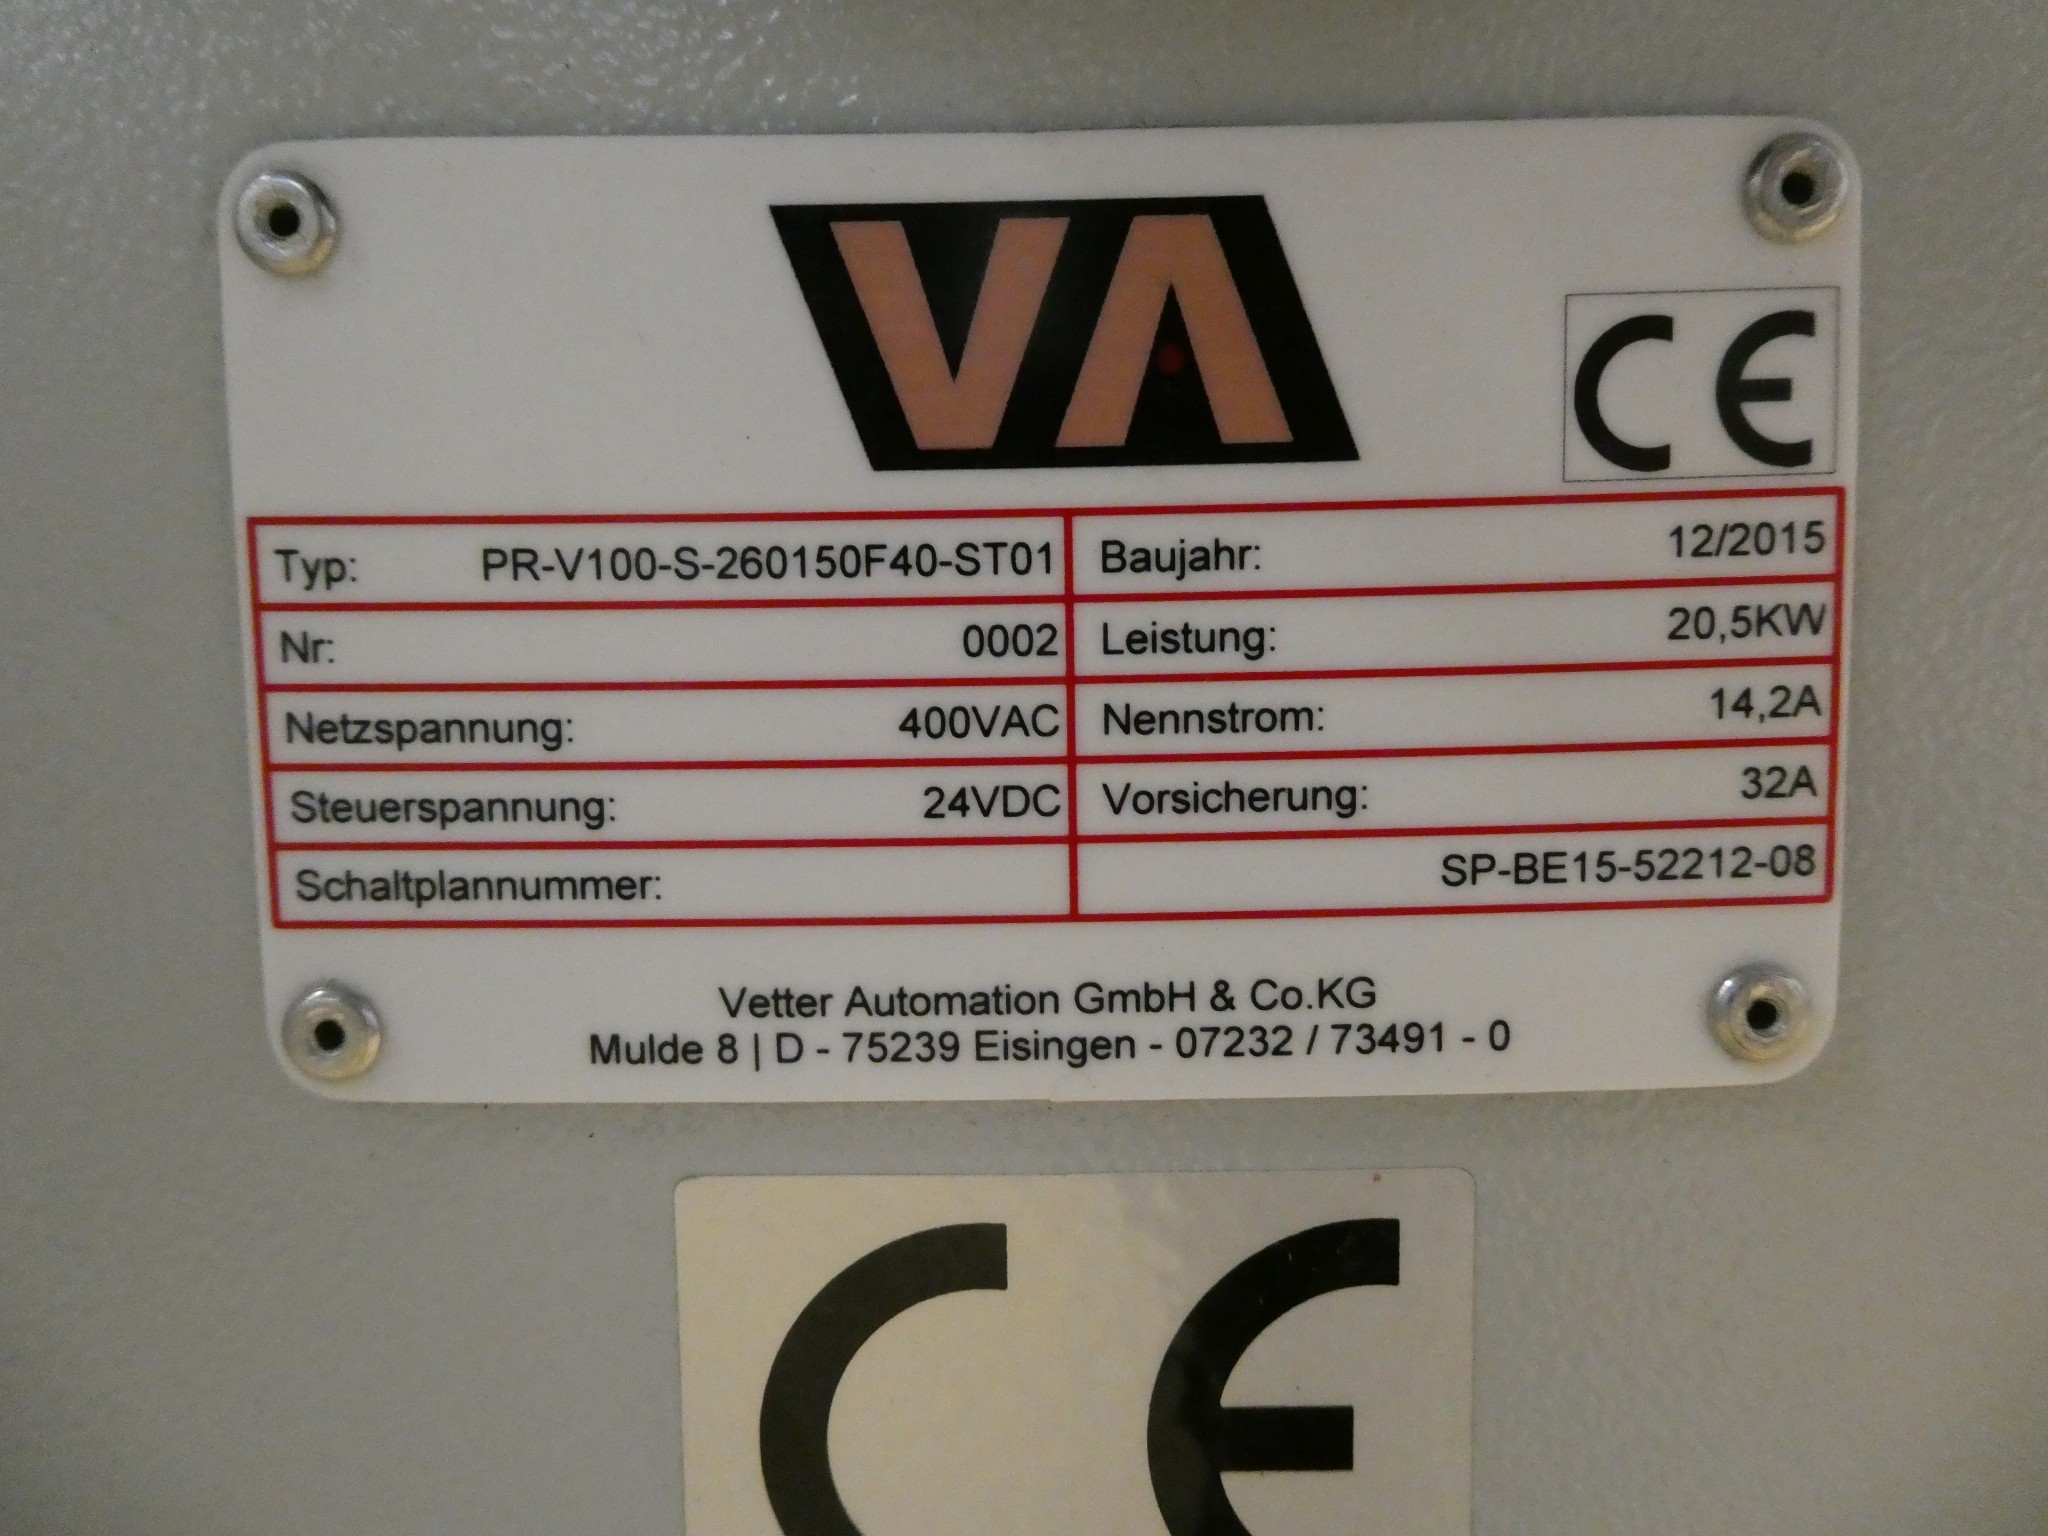 VA
CE
Typ: PR-V100-S-260150F40-ST01 Baujahr: 12/2015
Nr: 0002 Leistung: 20,5KW
Netzspannung: 400VAC Nennstrom: 14,2A
Steuerspannung: 24VDC Vorsicherung: 32A
Schaltplannummer: SP-BE15-52212-08
Vetter Automation GmbH & Co.KG
Mulde 8 | D - 75239 Eisingen - 07232 / 73491 - 0
CE